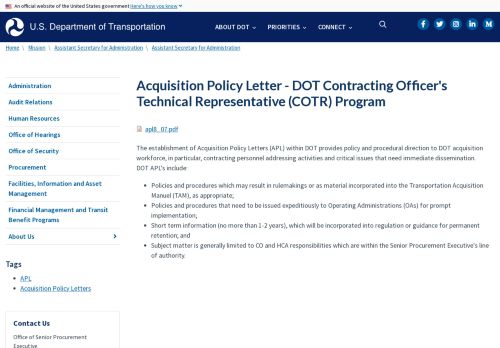 An official website of the United States government Here's how you know
U.S. Department of Transportation
ABOUT DOT
PRIORITIES
CONNECT
Home \ Mission \ Assistant Secretary for Administration \ Assistant Secretary for Administration
Administration
Audit Relations
Human Resources
Office of Hearings
Office of Security
Procurement
Facilities, Information and Asset
Management
Financial Management and Transit
Benefit Programs
About Us
Tags
APL
Acquisition Policy Letters
Contact Us
Office of Senior Procurement
Executive
Acquisition Policy Letter - DOT Contracting Officer's
Technical Representative (COTR) Program
apl8_07.pdf
The establishment of Acquisition Policy Letters (APL) within DOT provides policy and procedural direction to DOT acquisition
workforce, in particular, contracting personnel addressing activities and critical issues that need immediate dissemination.
DOT APL's include
Policies and procedures which may result in rulemakings or as material incorporated into the Transportation Acquisition
Manuel (TAM), as appropriate;
Policies and procedures that need to be issued expeditiously to Operating Administrations (OAs) for prompt
implementation;
Short term information (no more than 1-2 years), which will be incorporated into regulation or guidance for permanent
retention; and
Subject matter is generally limited to CO and HCA responsibilities which are within the Senior Procurement Executive's line
of authority.